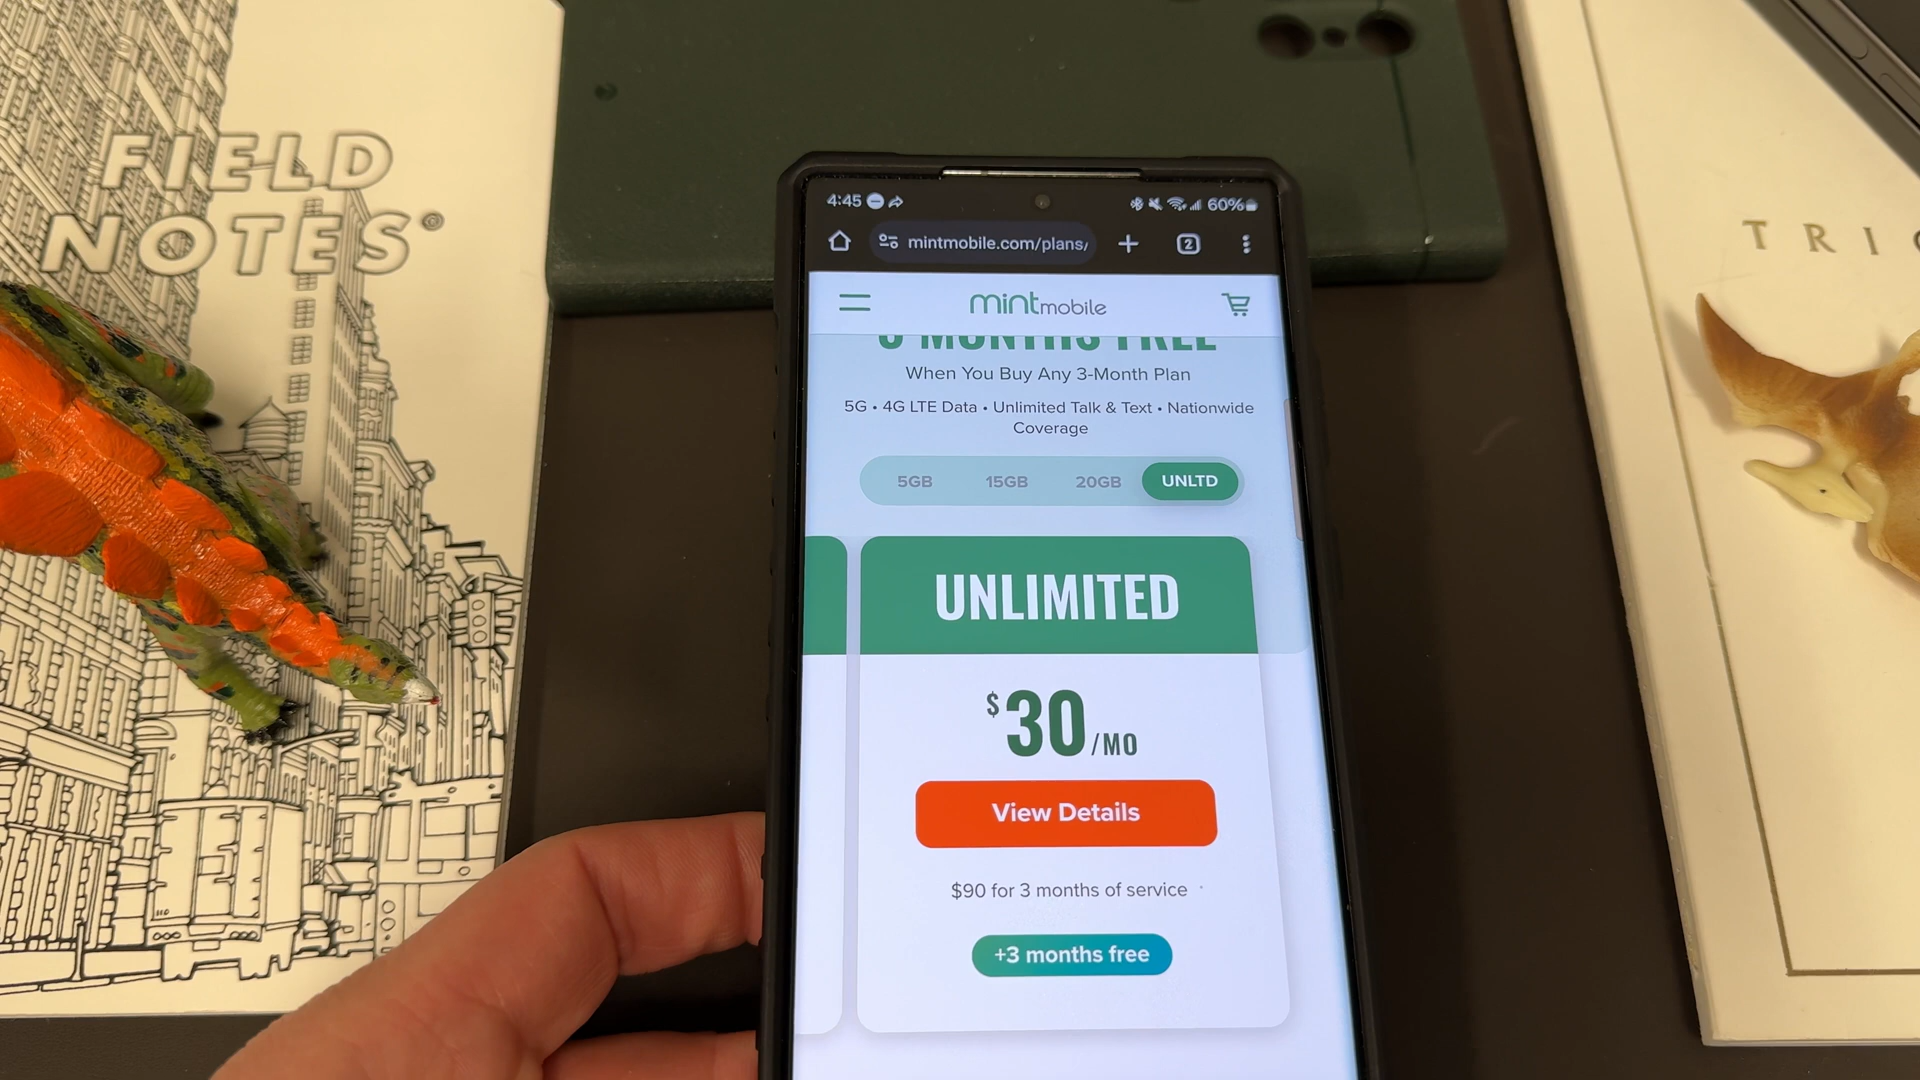 FIELD
NOTES®
4:45
60%
mintmobile.com/plans/
2
mintmobile
3 MONTHS FREE
When You Buy Any 3-Month Plan
5G • 4G LTE Data • Unlimited Talk & Text • Nationwide
Coverage
5GB
15GB
20GB
UNLTD
UNLIMITED
$30/MO
View Details
$90 for 3 months of service
+3 months free
TRI